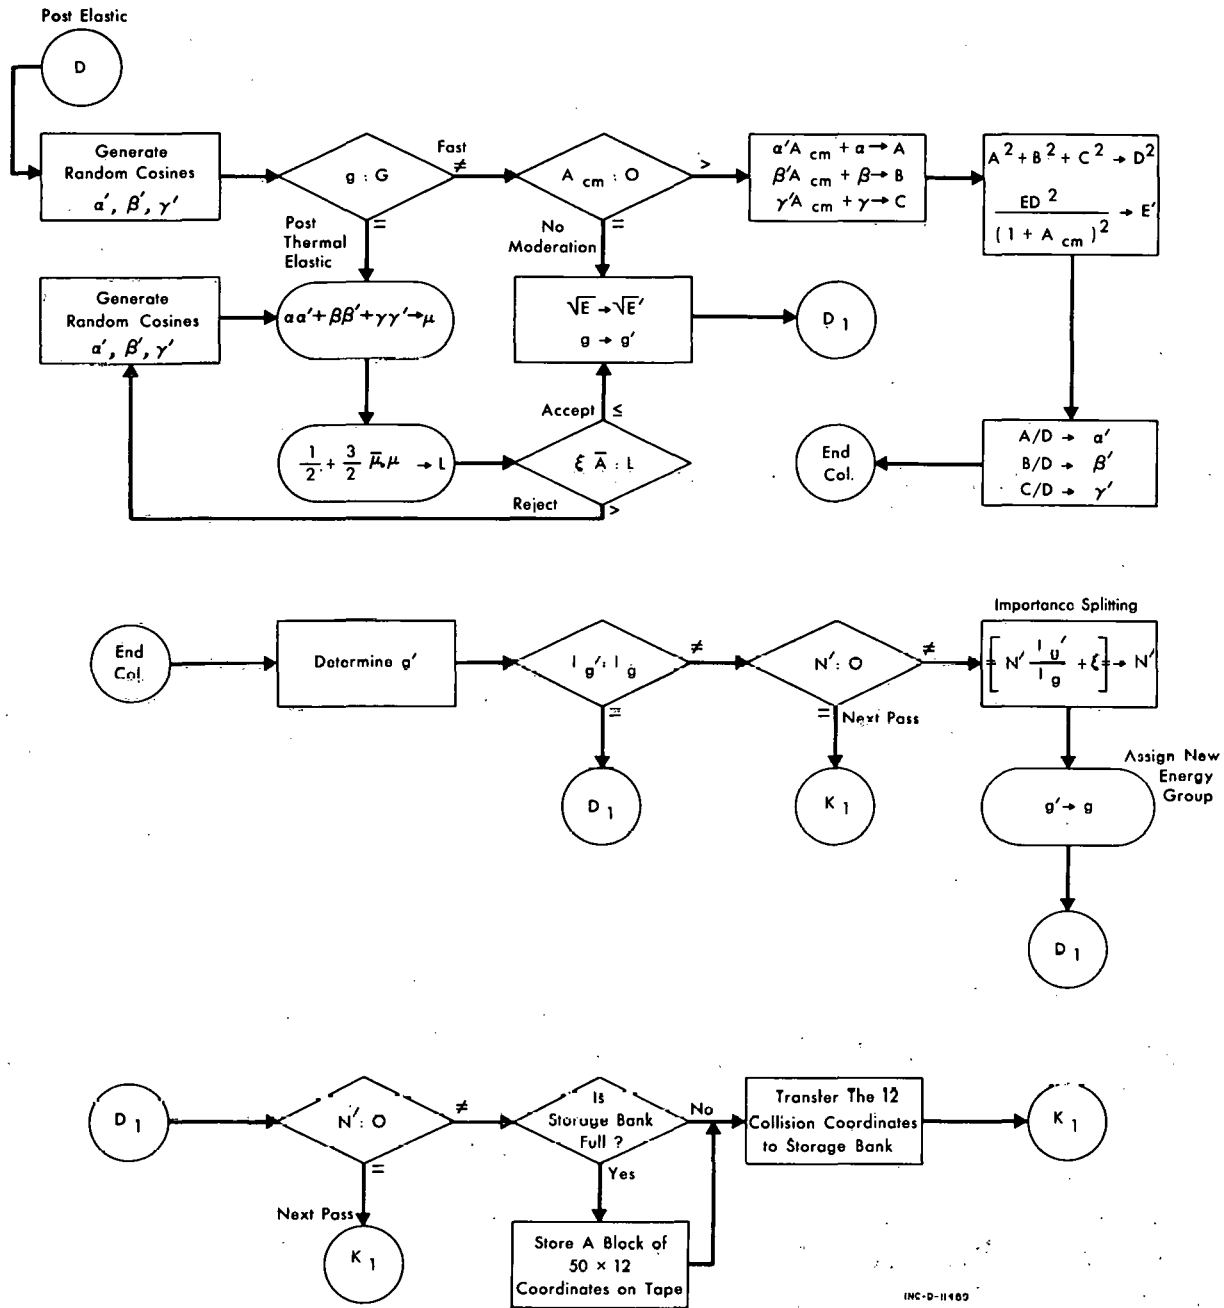 Post Elastic
D
Generate
Random Cosines
α′, β′, γ′
g : G
Fast
≠
=
Post
Thermal
Elastic
A cm : O
>
=
No
Moderation
α′A cm + α → A
β′A cm + β → B
γ′A cm + γ → C
A² + B² + C² → D²
ED² / (1 + A cm)² → E′
Generate
Random Cosines
α′, β′, γ′
αα′ + ββ′ + γγ′ → μ
√E → √E′
g → g′
D 1
1/2 + 3/2 μ̄ μ → L
Accept ≤
ξ Ā : L
Reject >
End
Col.
A/D → α′
B/D → β′
C/D → γ′
End
Col.
Determine g′
I g′ : I g
≠
=
D 1
N′ : O
≠
= Next Pass
K 1
Importance Splitting
[N′ I g′ / I g + ξ] → N′
Assign New
Energy
Group
g′ → g
D 1
D 1
N′ : O
≠
=
Next Pass
K 1
Is
Storage Bank
Full ?
No
Yes
Store A Block of
50 × 12
Coordinates on Tape
Transfer The 12
Collision Coordinates
to Storage Bank
K 1